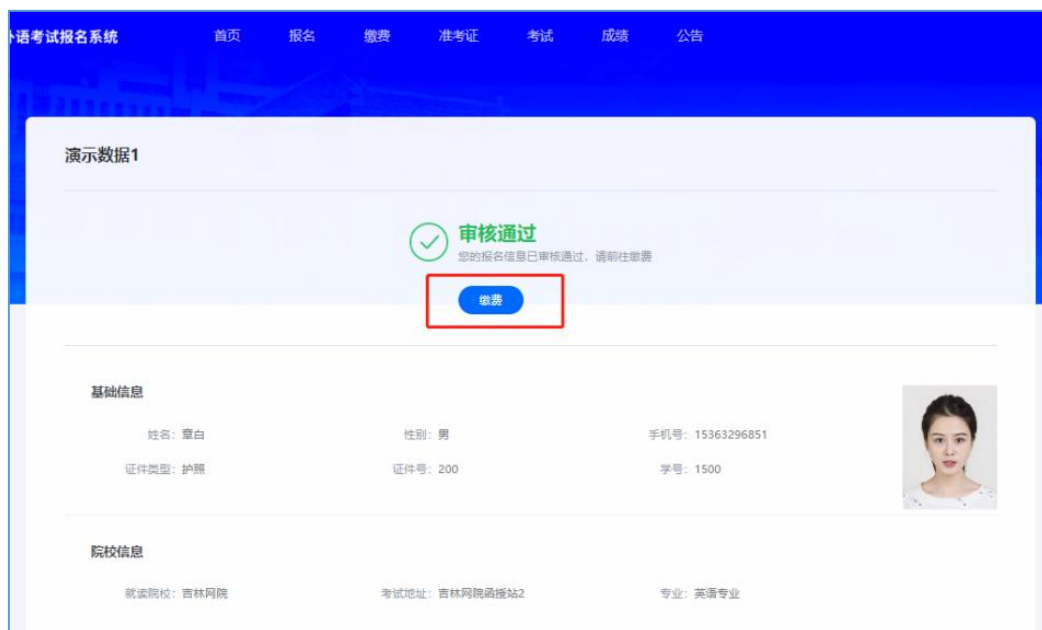 语考试报名系统 首页 报名 缴费 准考证 考试 成绩 公告
演示数据1
审核通过
您的报名信息已审核通过，请前往缴费
缴费
基础信息
姓名：章白 性别：男 手机号：15363296851
证件类型：护照 证件号：200 学号：1500
院校信息
就读院校：吉林网院 考试地址：吉林网院函授站2 专业：英语专业